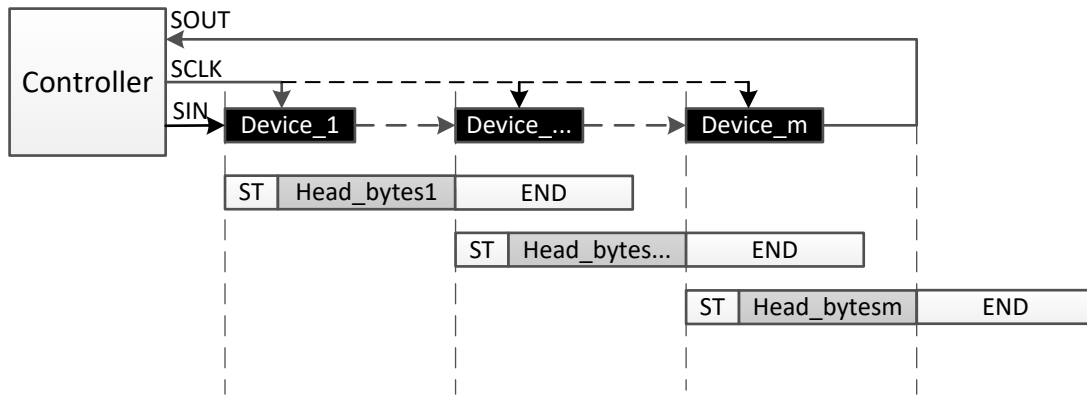 SOUT
Controller
SCLK
SIN
Device_1
Device_...
Device_m
ST Head_bytes1 END
ST Head_bytes... END
ST Head_bytesm END